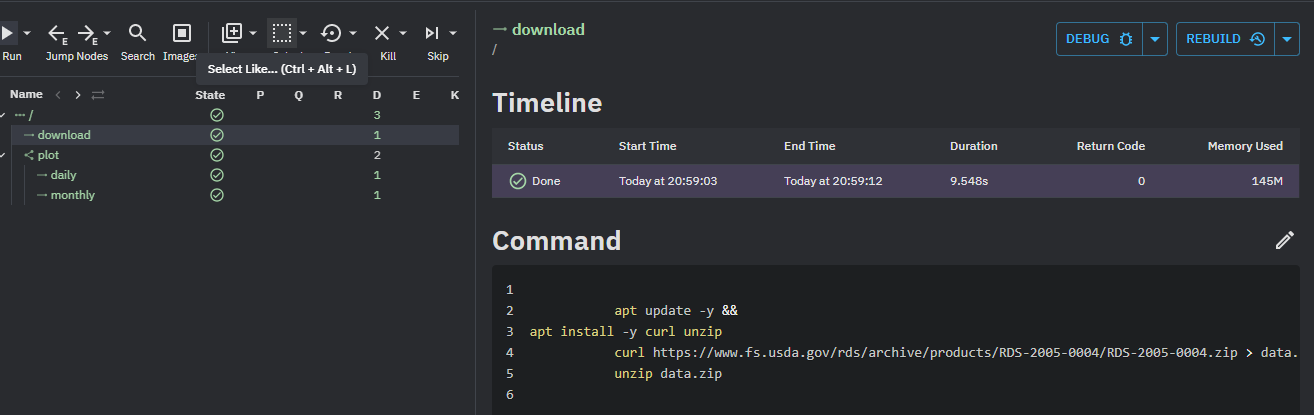 Run
E
E
Jump Nodes
Search
Images
Kill
Skip
Select Like... (Ctrl + Alt + L)
Name State P Q R D E K
/ 3
download 1
plot 2
daily 1
monthly 1
download
/
DEBUG
REBUILD
Timeline
Status Start Time End Time Duration Return Code Memory Used
Done Today at 20:59:03 Today at 20:59:12 9.548s 0 145M
Command
1
2 apt update -y &&
3 apt install -y curl unzip
4 curl https://www.fs.usda.gov/rds/archive/products/RDS-2005-0004/RDS-2005-0004.zip > data.
5 unzip data.zip
6